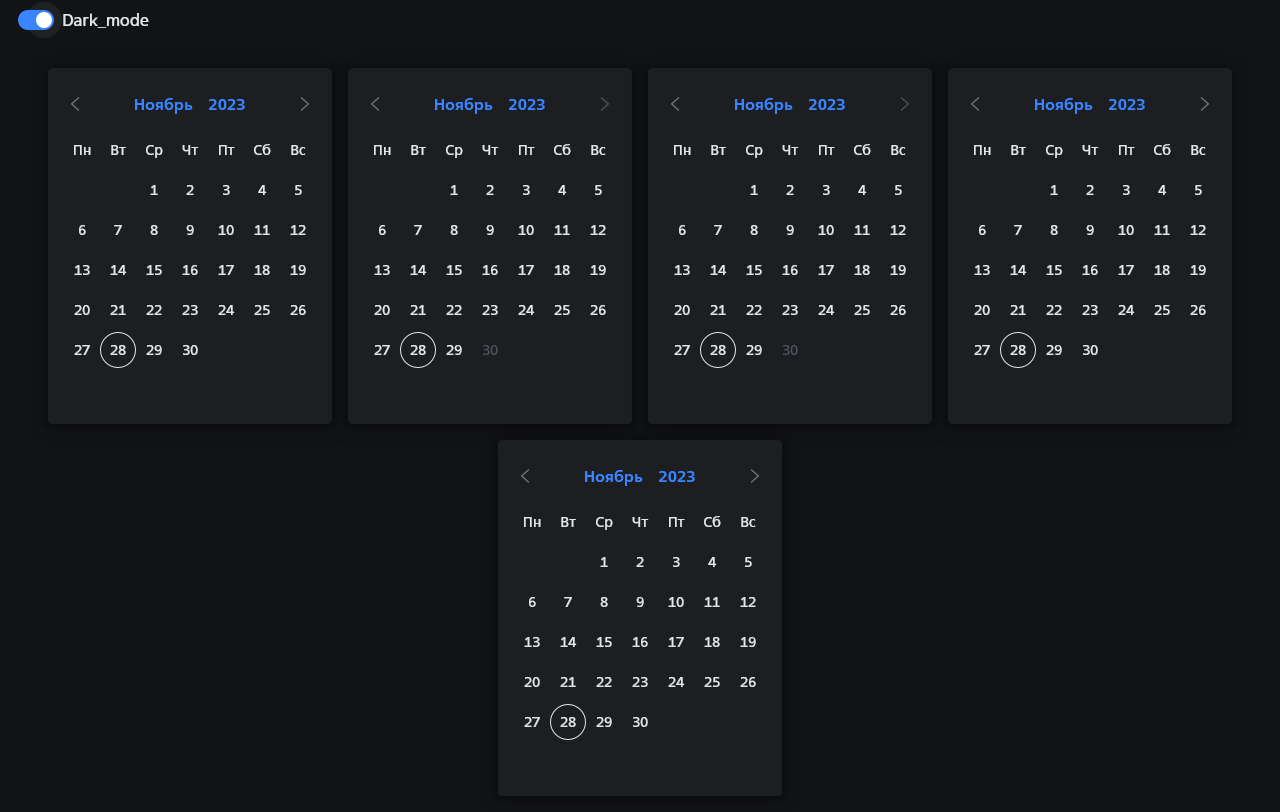 Dark_mode
Ноябрь 2023 Ноябрь 2023 Ноябрь 2023 Ноябрь 2023
Пн Вт Ср Чт Пт Сб Вс Пн Вт Ср Чт Пт Сб Вс Пн Вт Ср Чт Пт Сб Вс Пн Вт Ср Чт Пт Сб Вс
1 2 3 4 5 1 2 3 4 5 1 2 3 4 5 1 2 3 4 5
6 7 8 9 10 11 12 6 7 8 9 10 11 12 6 7 8 9 10 11 12 6 7 8 9 10 11 12
13 14 15 16 17 18 19 13 14 15 16 17 18 19 13 14 15 16 17 18 19 13 14 15 16 17 18 19
20 21 22 23 24 25 26 20 21 22 23 24 25 26 20 21 22 23 24 25 26 20 21 22 23 24 25 26
27 28 29 30 27 28 29 30 27 28 29 30 27 28 29 30
Ноябрь 2023
Пн Вт Ср Чт Пт Сб Вс
1 2 3 4 5
6 7 8 9 10 11 12
13 14 15 16 17 18 19
20 21 22 23 24 25 26
27 28 29 30